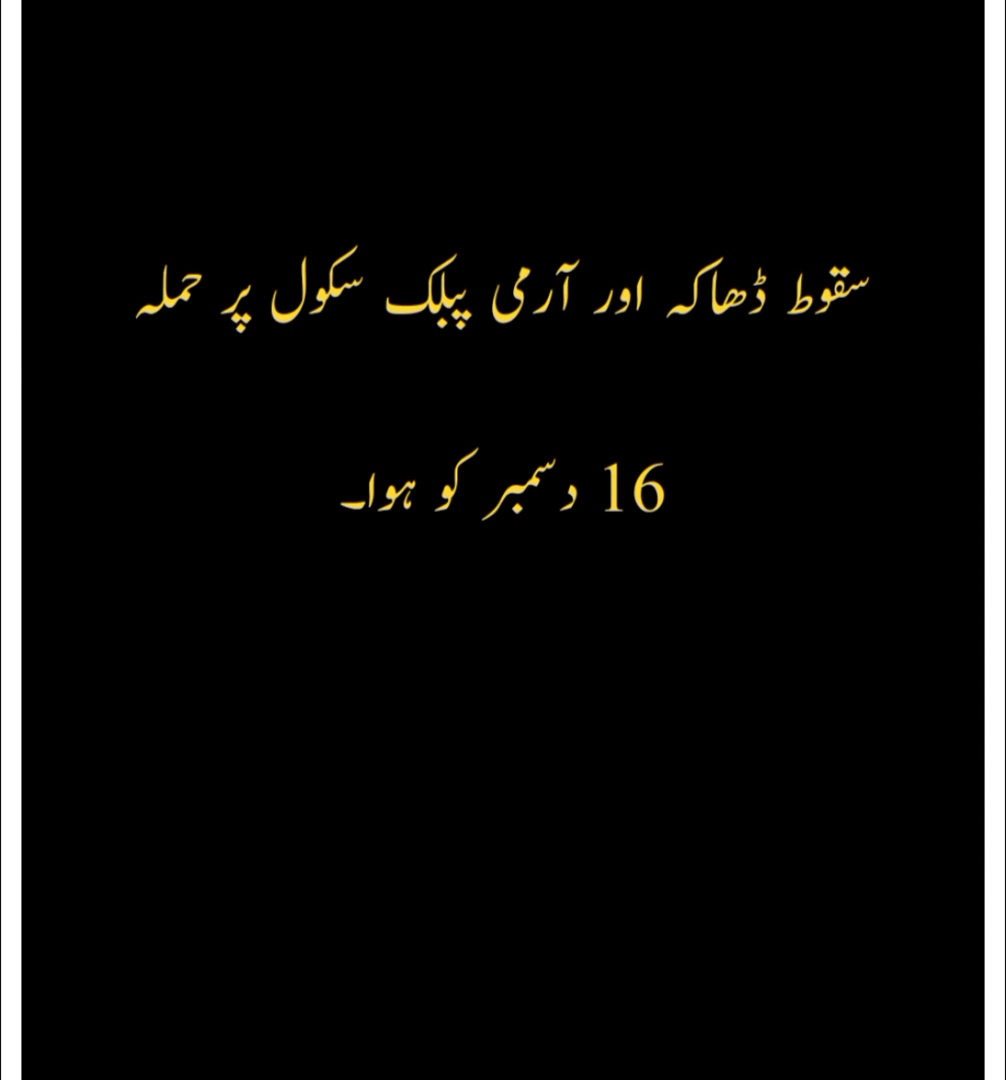 سقوط ڈھاکہ اور آرمی پبلک سکول پر حملہ
16 دسمبر کو ہوا۔